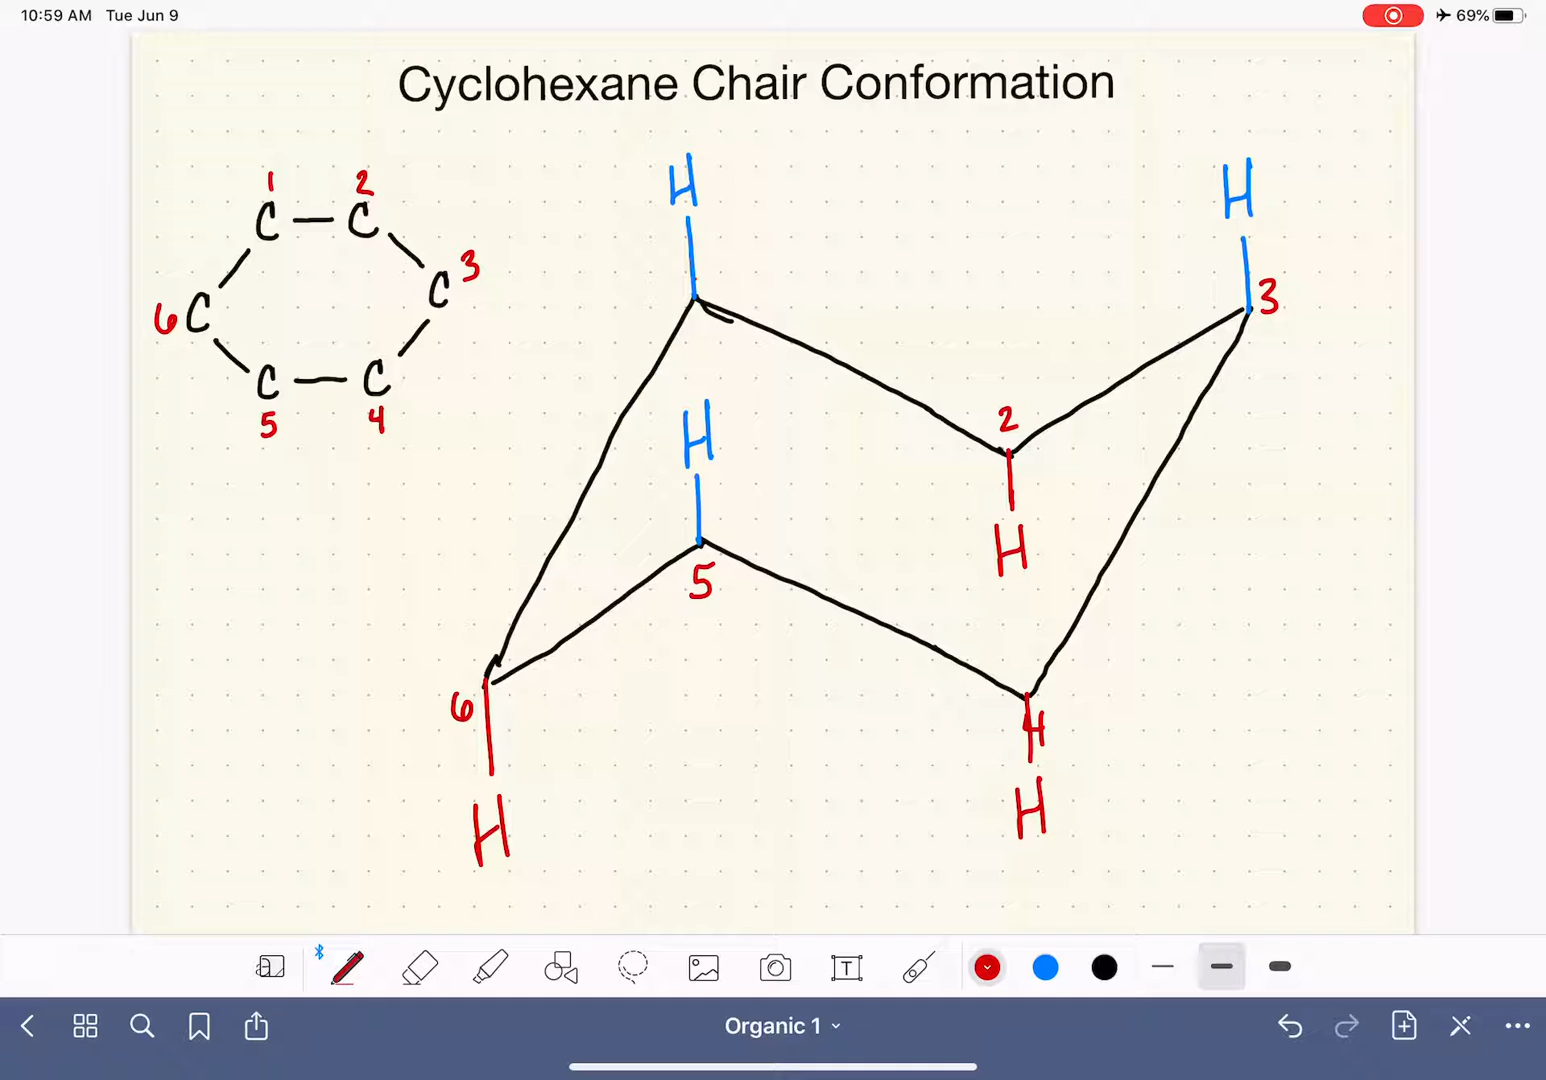 10:59 AM Tue Jun 9
69%
Cyclohexane Chair Conformation
1 2
C C
3
C
6 C
C C
5 4
H H
3
H
2
H
5
6
4
H
H
T
Organic 1